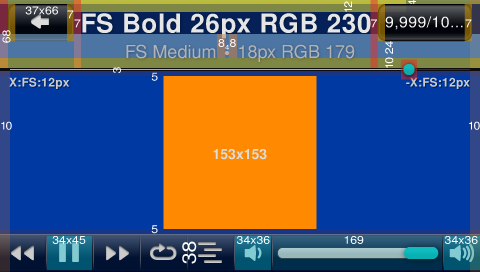 37x66
FS Bold 26px RGB 230
9,999/10...
7
7
7
68
12
4
FS Medium : 18px RGB 179
8 8
4
10 24
3
X:FS:12px
5
-X:FS:12px
10
10
153x153
5
34x45
38
34x36
169
34x36